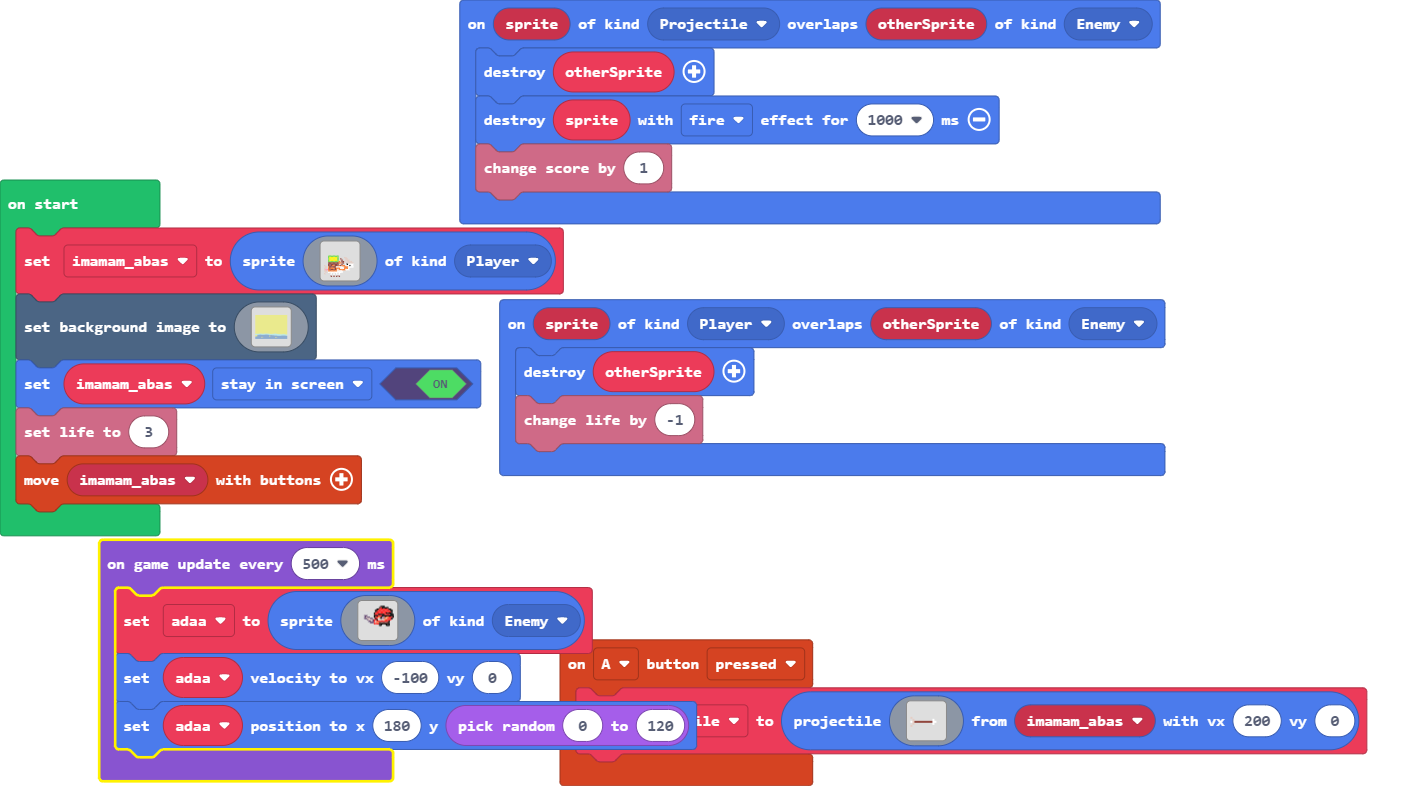 on sprite of kind Projectile overlaps otherSprite of kind Enemy
destroy otherSprite
destroy sprite with fire effect for 1000 ms
change score by 1
on start
set imamam_abas to sprite of kind Player
set background image to
set imamam_abas stay in screen ON
set life to 3
move imamam_abas with buttons
on sprite of kind Player overlaps otherSprite of kind Enemy
destroy otherSprite
change life by -1
on game update every 500 ms
set adaa to sprite of kind Enemy
set adaa velocity to vx -100 vy 0
set adaa position to x 180 y pick random 0 to 120
on A button pressed
to projectile from imamam_abas with vx 200 vy 0